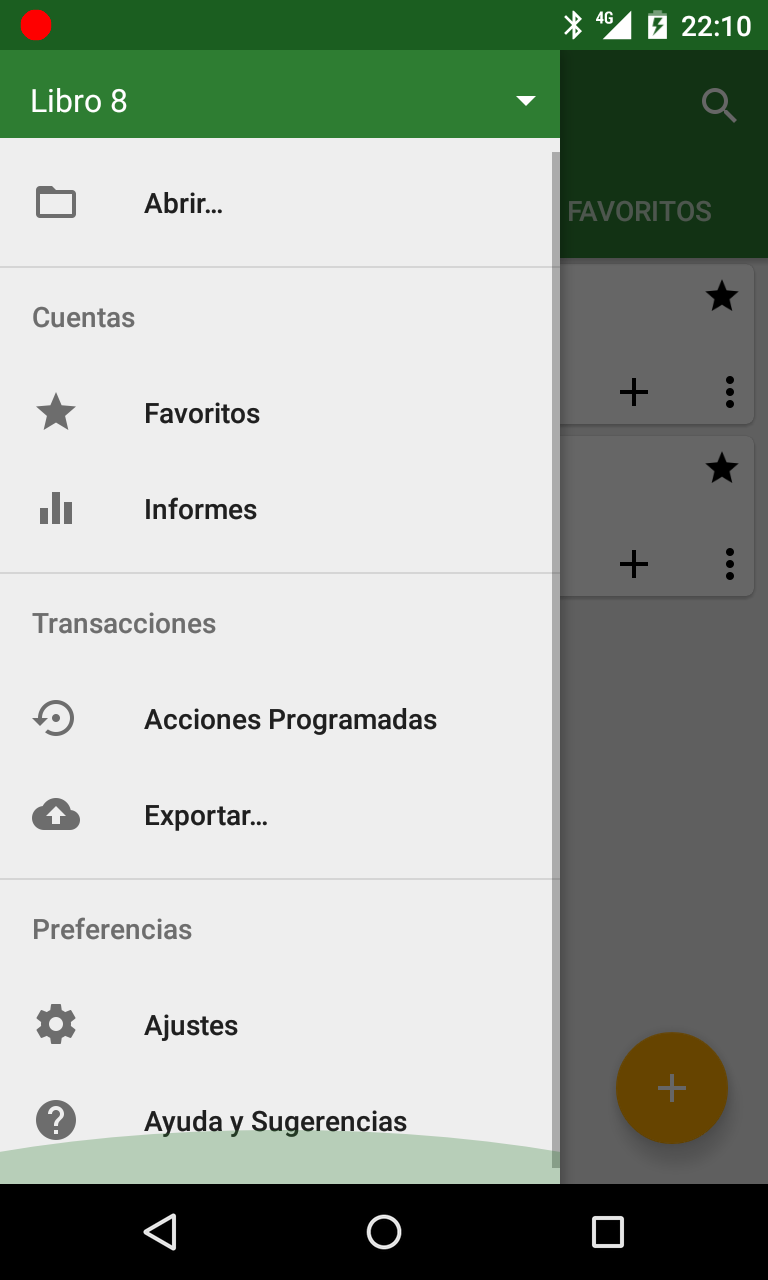 4G 22:10
Libro 8
FAVORITOS
Abrir...
Cuentas
Favoritos
Informes
Transacciones
Acciones Programadas
Exportar...
Preferencias
Ajustes
Ayuda y Sugerencias